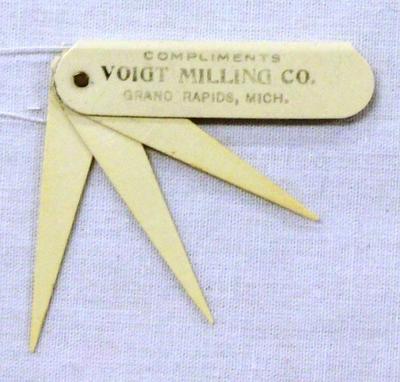 COMPLIMENTS
VOIGT MILLING CO.
GRAND RAPIDS, MICH.